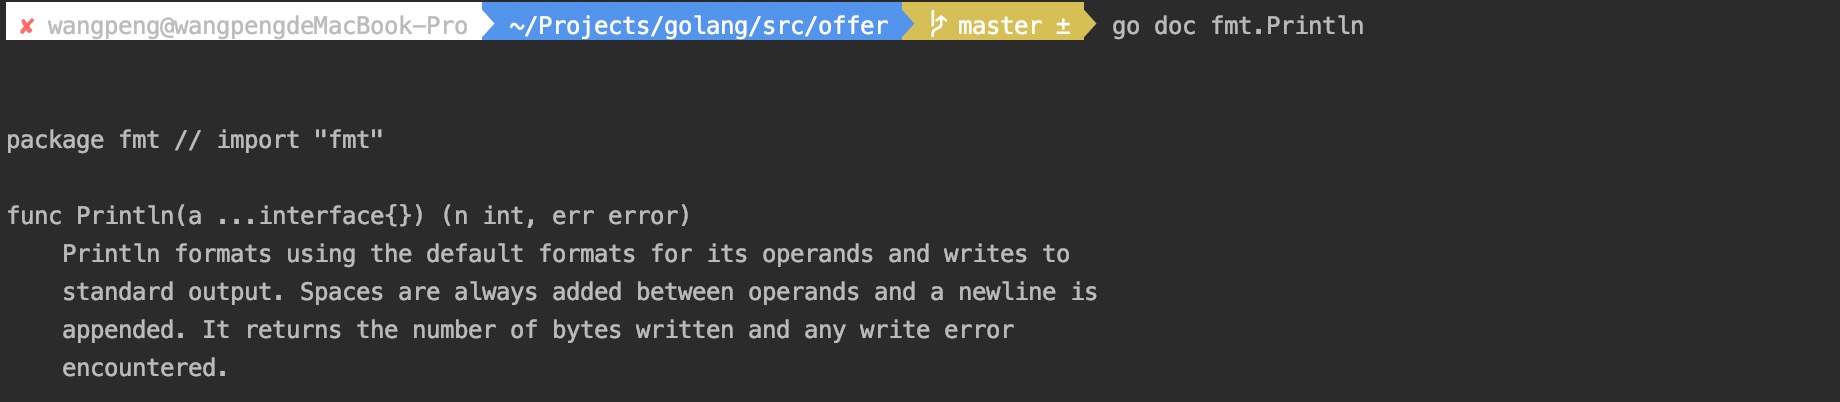 ✘ wangpeng@wangpengdeMacBook-Pro ~/Projects/golang/src/offer master ± go doc fmt.Println
package fmt // import "fmt"
func Println(a ...interface{}) (n int, err error)
Println formats using the default formats for its operands and writes to
standard output. Spaces are always added between operands and a newline is
appended. It returns the number of bytes written and any write error
encountered.